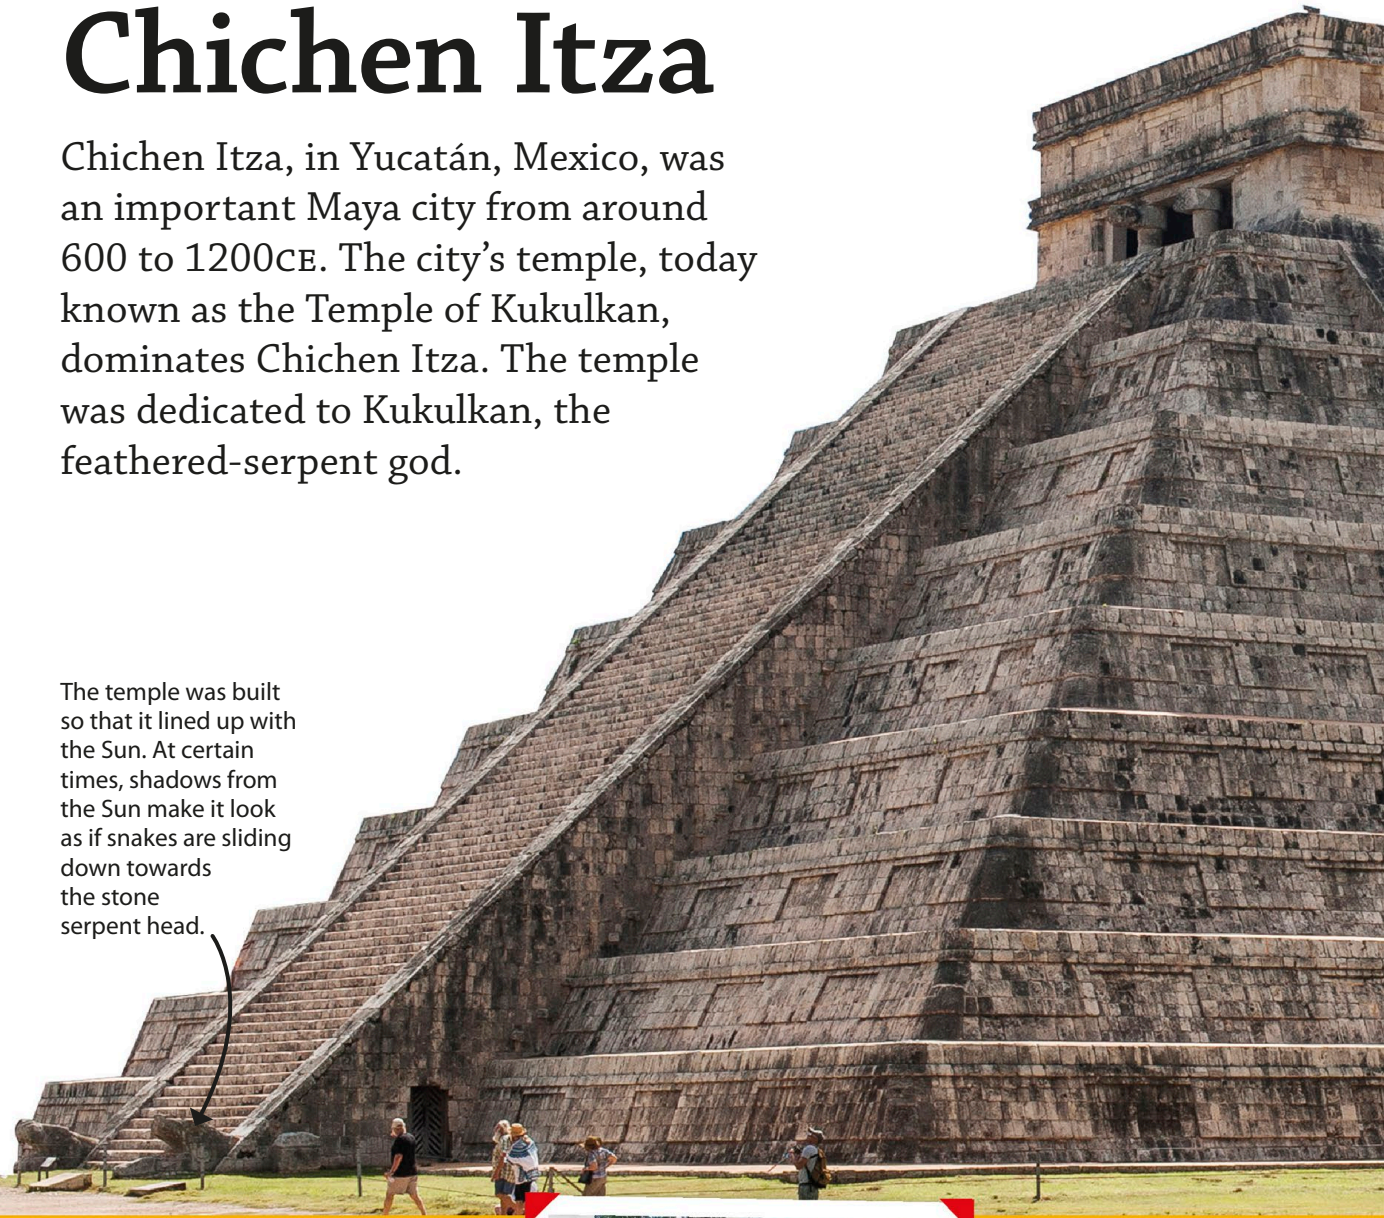 Chichen Itza
Chichen Itza, in Yucatán, Mexico, was
an important Maya city from around
600 to 1200CE. The city’s temple, today
known as the Temple of Kukulkan,
dominates Chichen Itza. The temple
was dedicated to Kukulkan, the
feathered-serpent god.
The temple was built
so that it lined up with
the Sun. At certain
times, shadows from
the Sun make it look
as if snakes are sliding
down towards
the stone
serpent head.